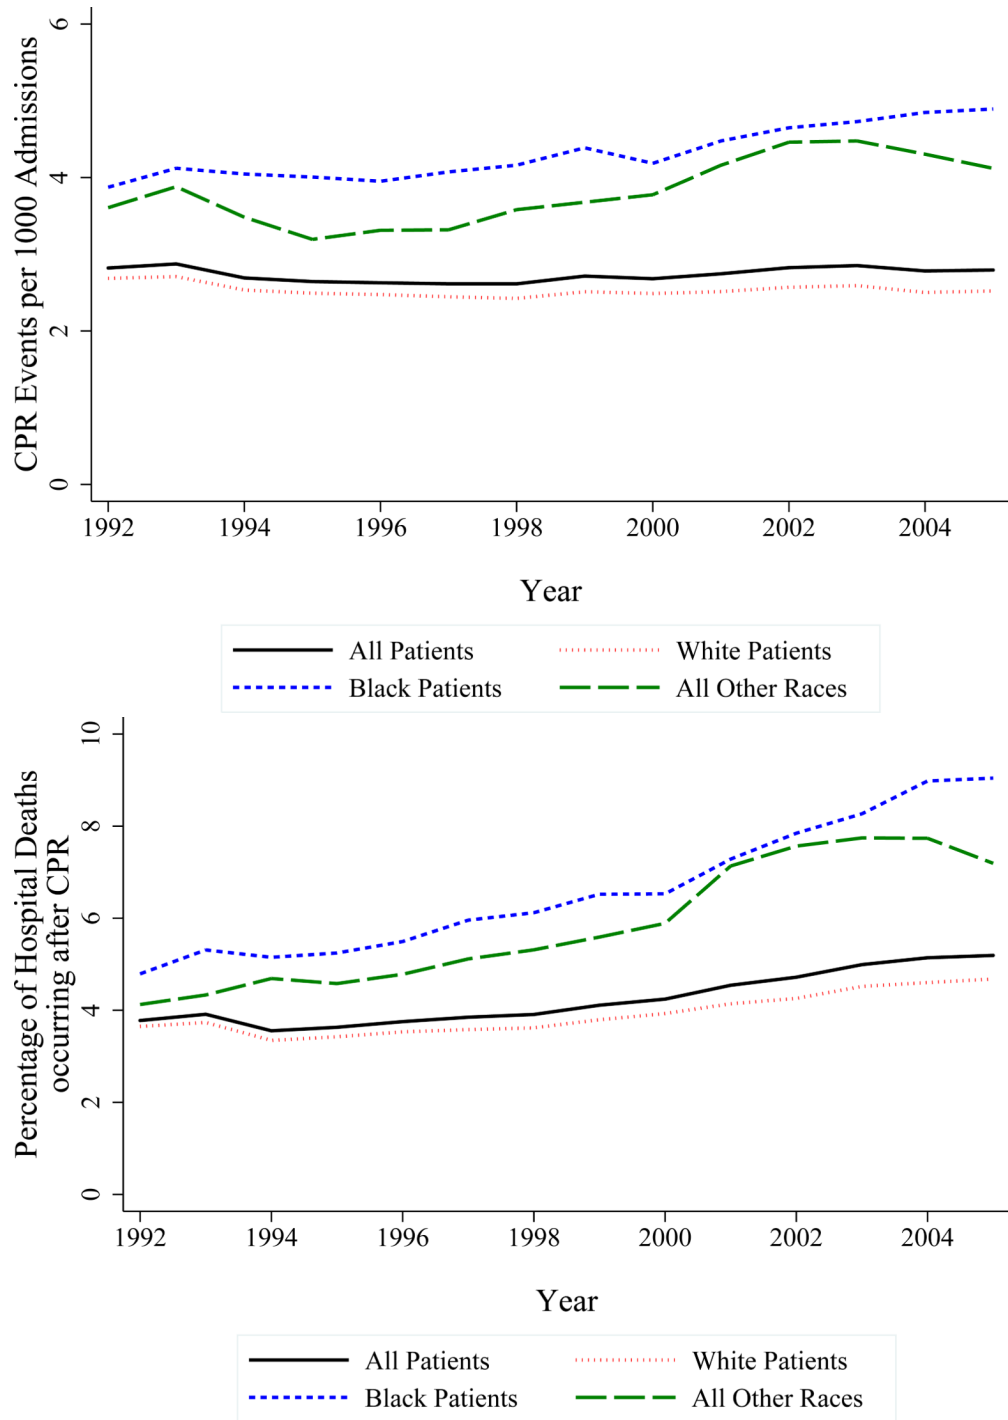 CPR Events per 1000 Admissions
6
4
2
0
1992 1994 1996 1998 2000 2002 2004
Year
All Patients White Patients
Black Patients All Other Races
Percentage of Hospital Deaths
occurring after CPR
10
8
6
4
2
0
1992 1994 1996 1998 2000 2002 2004
Year
All Patients White Patients
Black Patients All Other Races